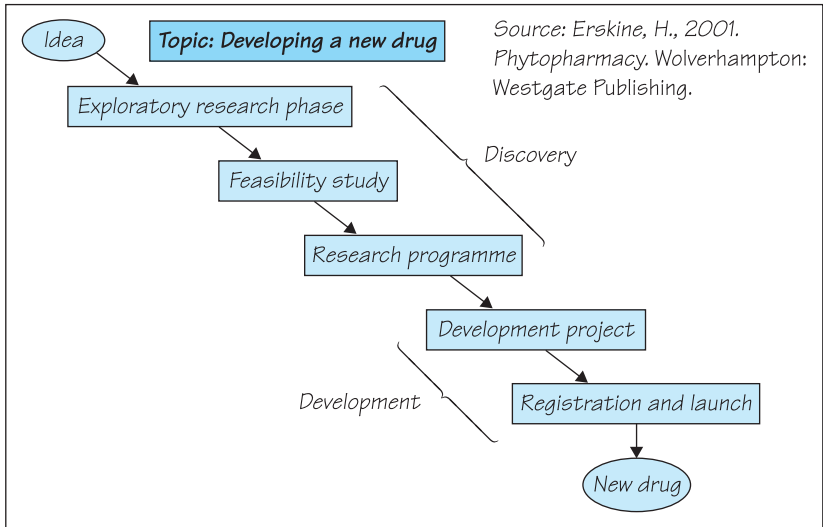 Idea
Topic: Developing a new drug
Source: Erskine, H., 2001.
Phytopharmacy. Wolverhampton:
Westgate Publishing.
Exploratory research phase
Discovery
Feasibility study
Research programme
Development project
Development
Registration and launch
New drug